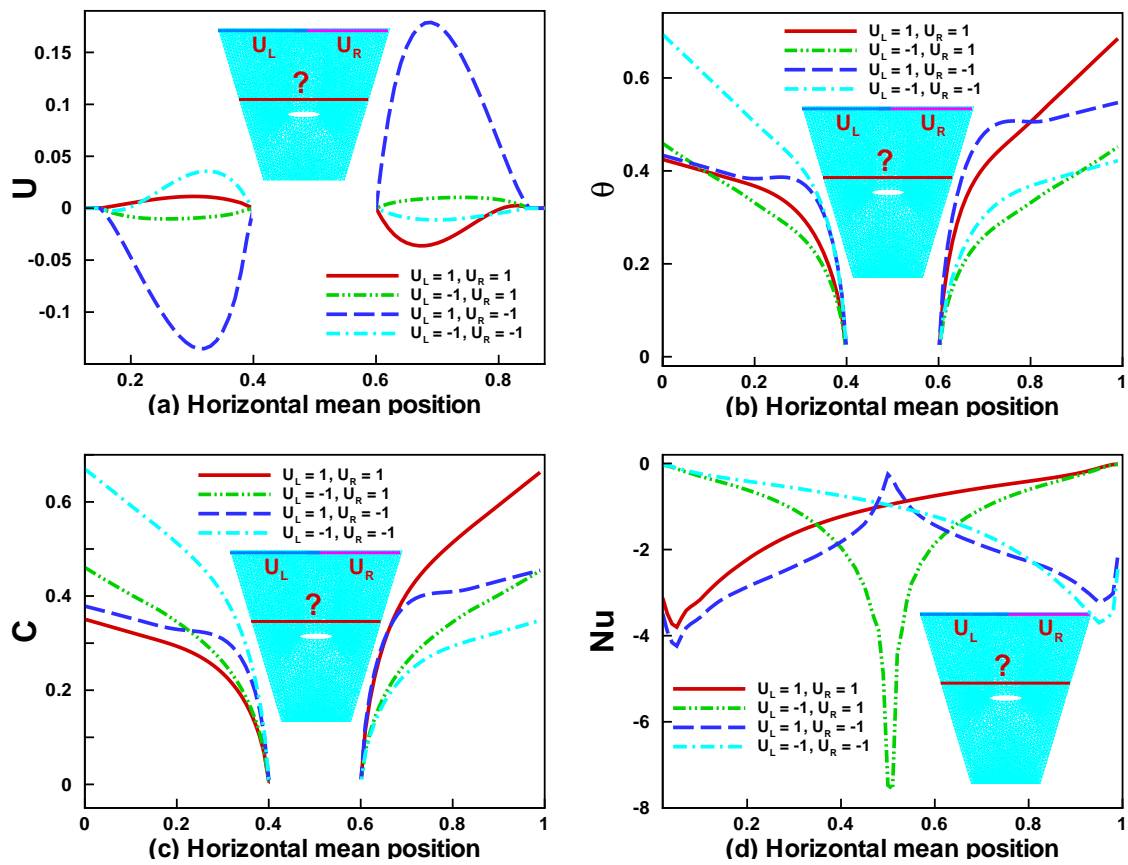 0.15
0.1
0.05
0
-0.05
-0.1
U
U_L U_R
?
U_L = 1, U_R = 1
U_L = -1, U_R = 1
U_L = 1, U_R = -1
U_L = -1, U_R = -1
0.2 0.4 0.6 0.8
(a) Horizontal mean position
0.6
0.4
0.2
0
θ
U_L = 1, U_R = 1
U_L = -1, U_R = 1
U_L = 1, U_R = -1
U_L = -1, U_R = -1
U_L U_R
?
0 0.2 0.4 0.6 0.8 1
(b) Horizontal mean position
0.6
0.4
0.2
0
C
U_L = 1, U_R = 1
U_L = -1, U_R = 1
U_L = 1, U_R = -1
U_L = -1, U_R = -1
U_L U_R
?
0 0.2 0.4 0.6 0.8 1
(c) Horizontal mean position
0
-2
-4
-6
-8
Nu
U_L U_R
?
U_L = 1, U_R = 1
U_L = -1, U_R = 1
U_L = 1, U_R = -1
U_L = -1, U_R = -1
0.2 0.4 0.6 0.8 1
(d) Horizontal mean position